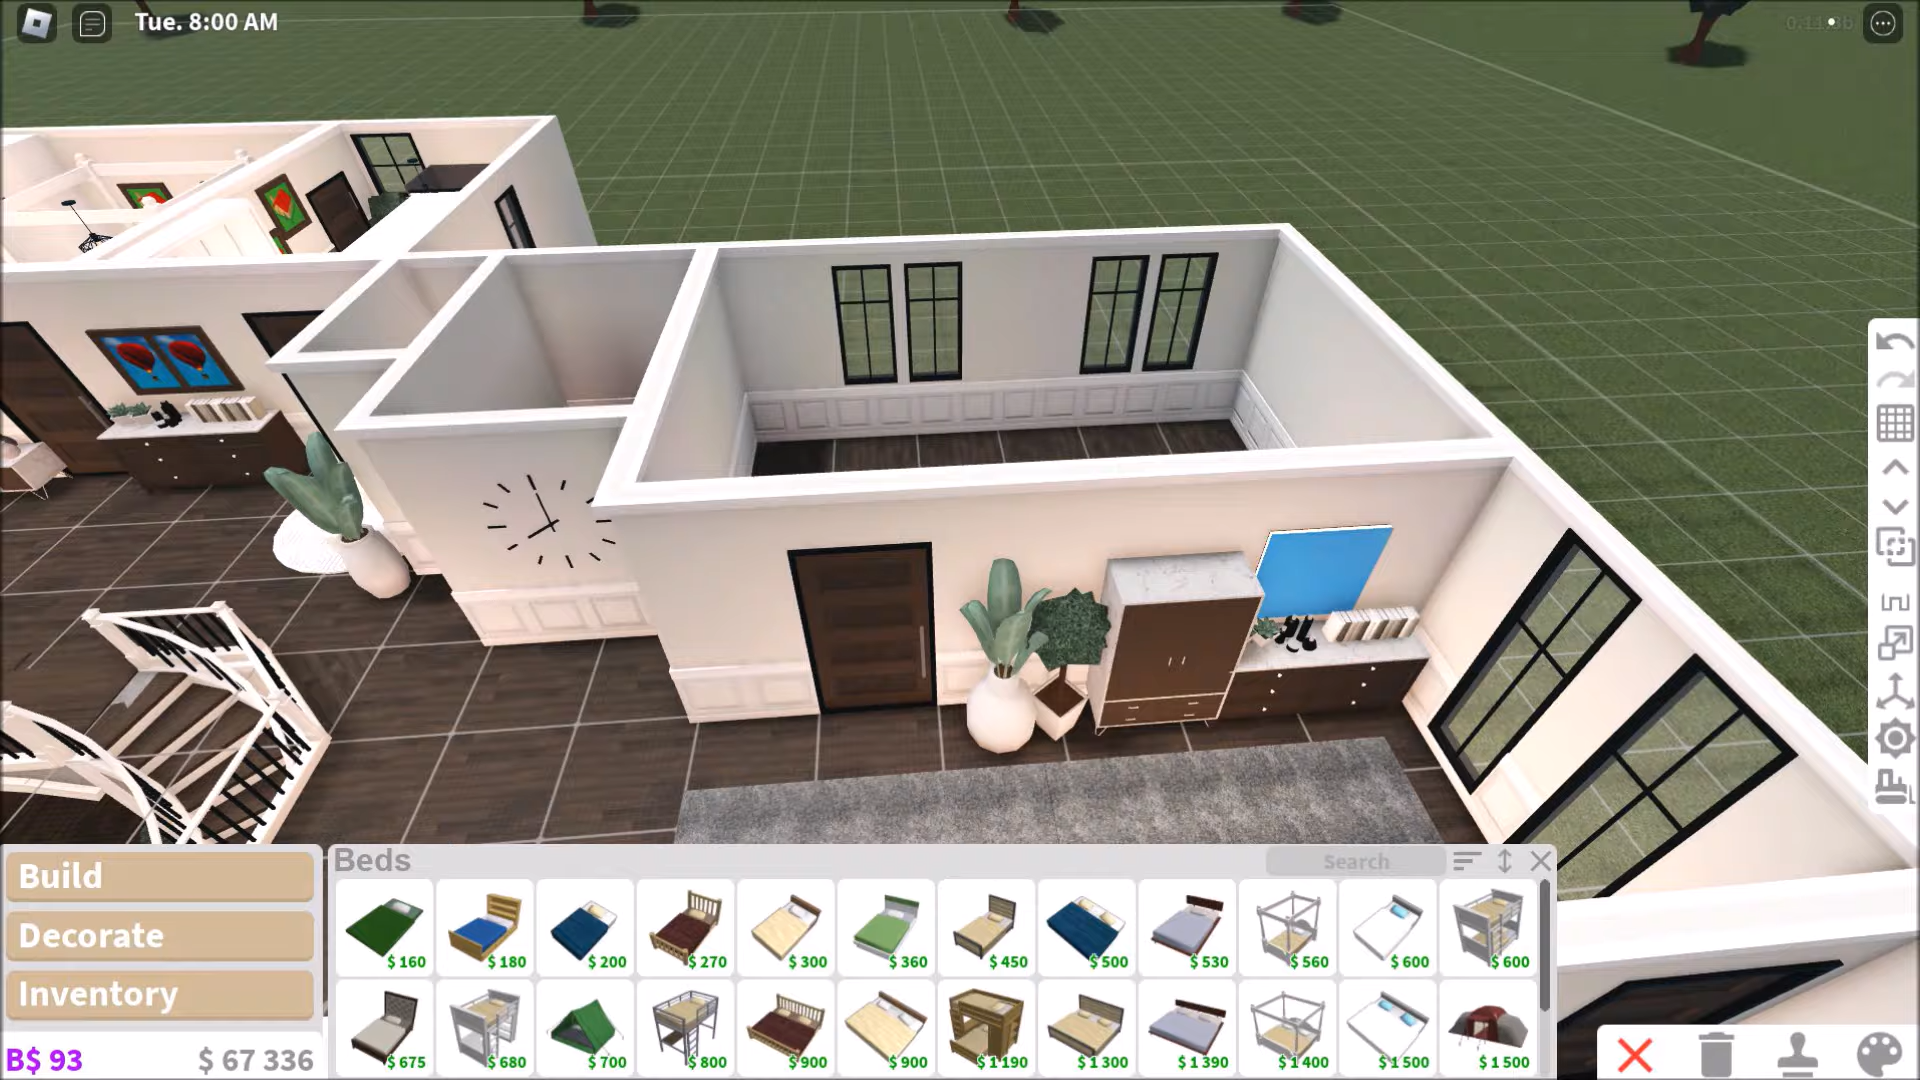 Tue. 8:00 AM
Build
Decorate
Inventory
B$ 93
$ 67 336
Beds
Search
$ 160
$ 180
$ 200
$ 270
$ 300
$ 360
$ 450
$ 500
$ 530
$ 560
$ 600
$ 600
$ 675
$ 680
$ 700
$ 800
$ 900
$ 900
$ 1 190
$ 1 300
$ 1 390
$ 1 400
$ 1 500
$ 1 500